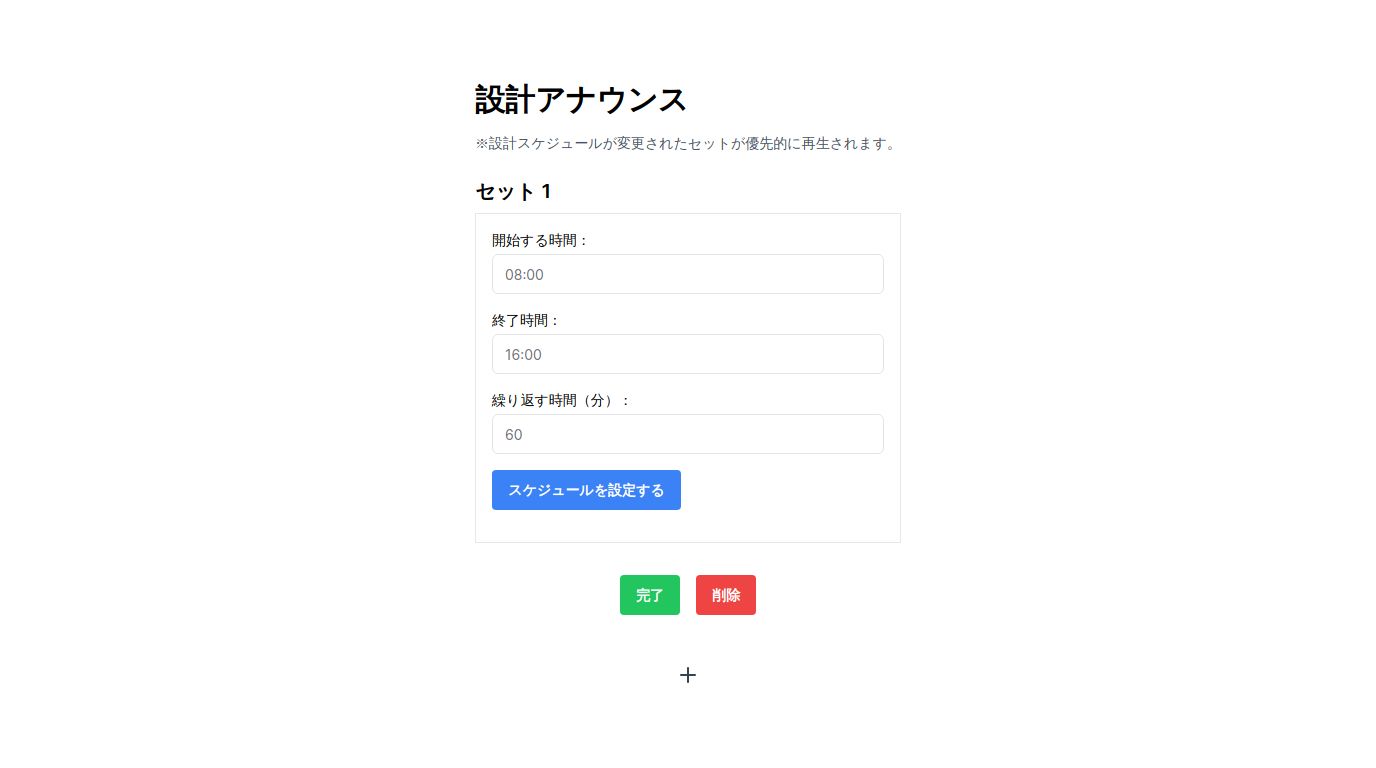 設計アナウンス
※設計スケジュールが変更されたセットが優先的に再生されます。
セット 1
開始する時間：
08:00
終了時間：
16:00
繰り返す時間（分）：
60
スケジュールを設定する
完了 削除